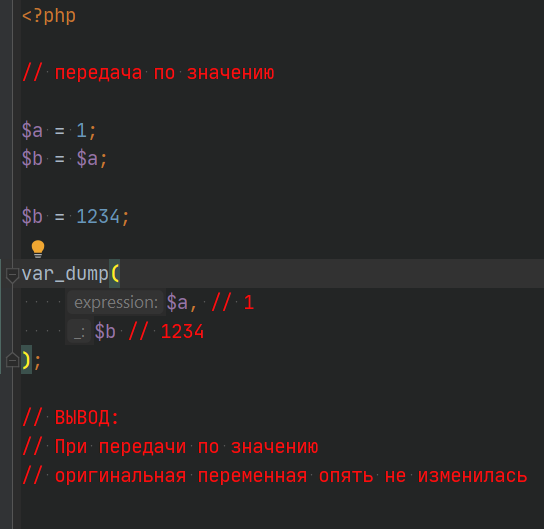 <?php
// передача по значению
$a = 1;
$b = $a;
$b = 1234;
var_dump(
expression: $a, // 1
_: $b // 1234
);
// ВЫВОД:
// При передачи по значению
// оригинальная переменная опять не изменилась